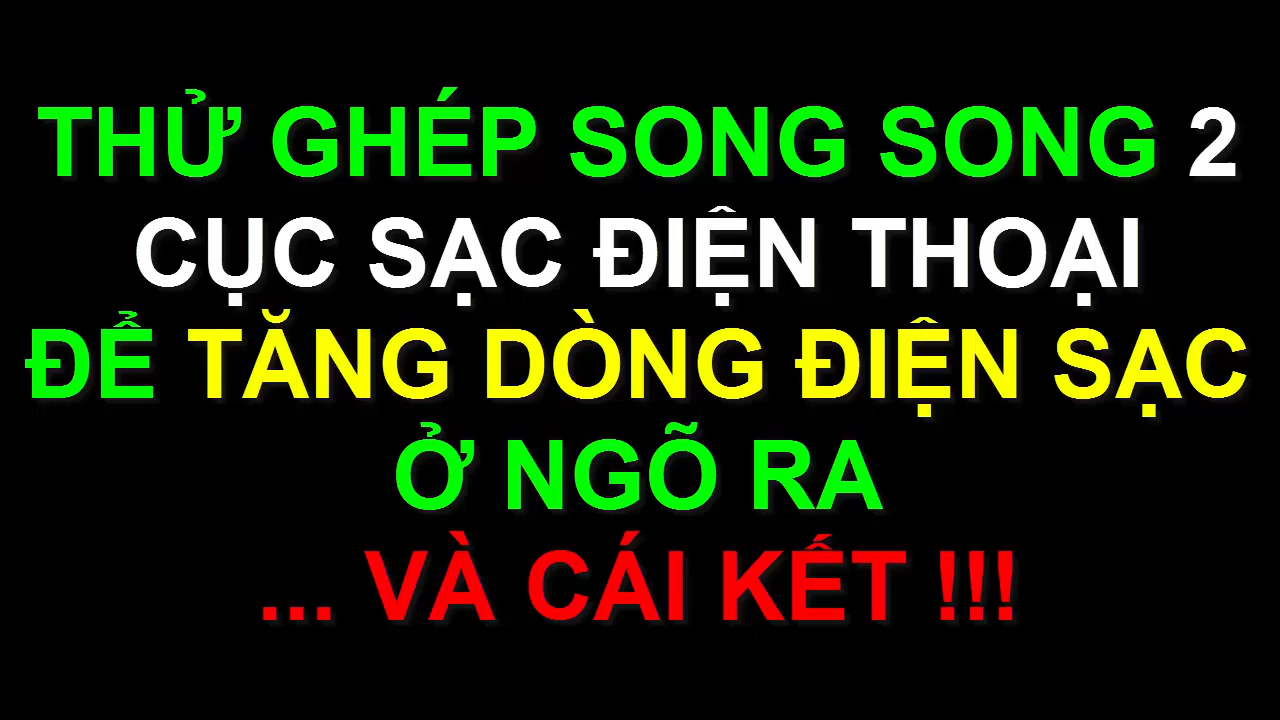 THỬ GHÉP SONG SONG 2
CỤC SẠC ĐIỆN THOẠI
ĐỂ TĂNG DÒNG ĐIỆN SẠC
Ở NGÕ RA
... VÀ CÁI KẾT !!!